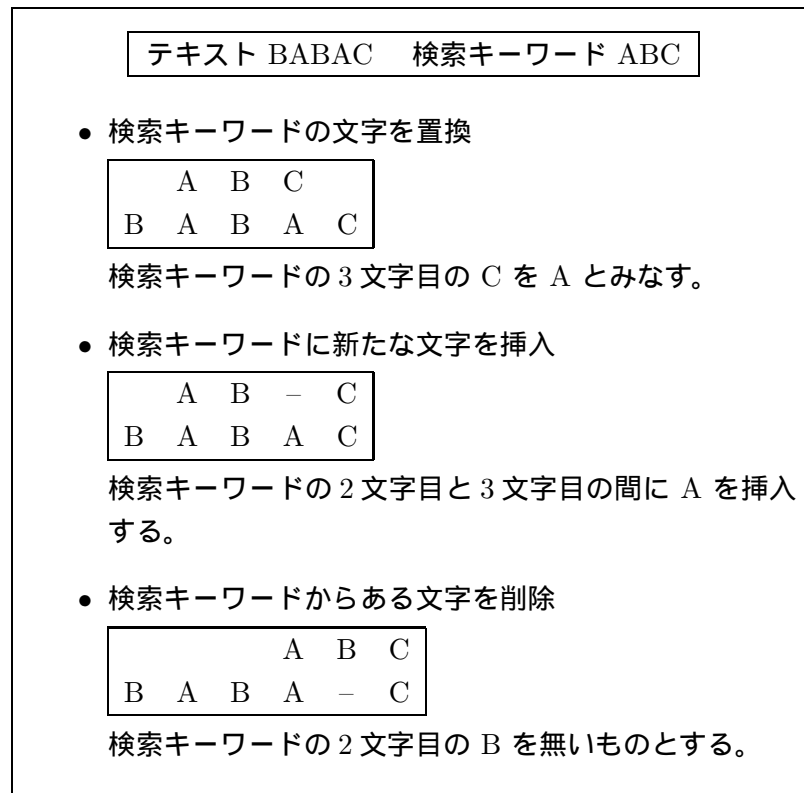 テキスト BABAC 検索キーワード ABC
• 検索キーワードの文字を置換
A B C
B A B A C
検索キーワードの 3 文字目の C を A とみなす。
• 検索キーワードに新たな文字を挿入
A B – C
B A B A C
検索キーワードの 2 文字目と 3 文字目の間に A を挿入
する。
• 検索キーワードからある文字を削除
A B C
B A B A – C
検索キーワードの 2 文字目の B を無いものとする。